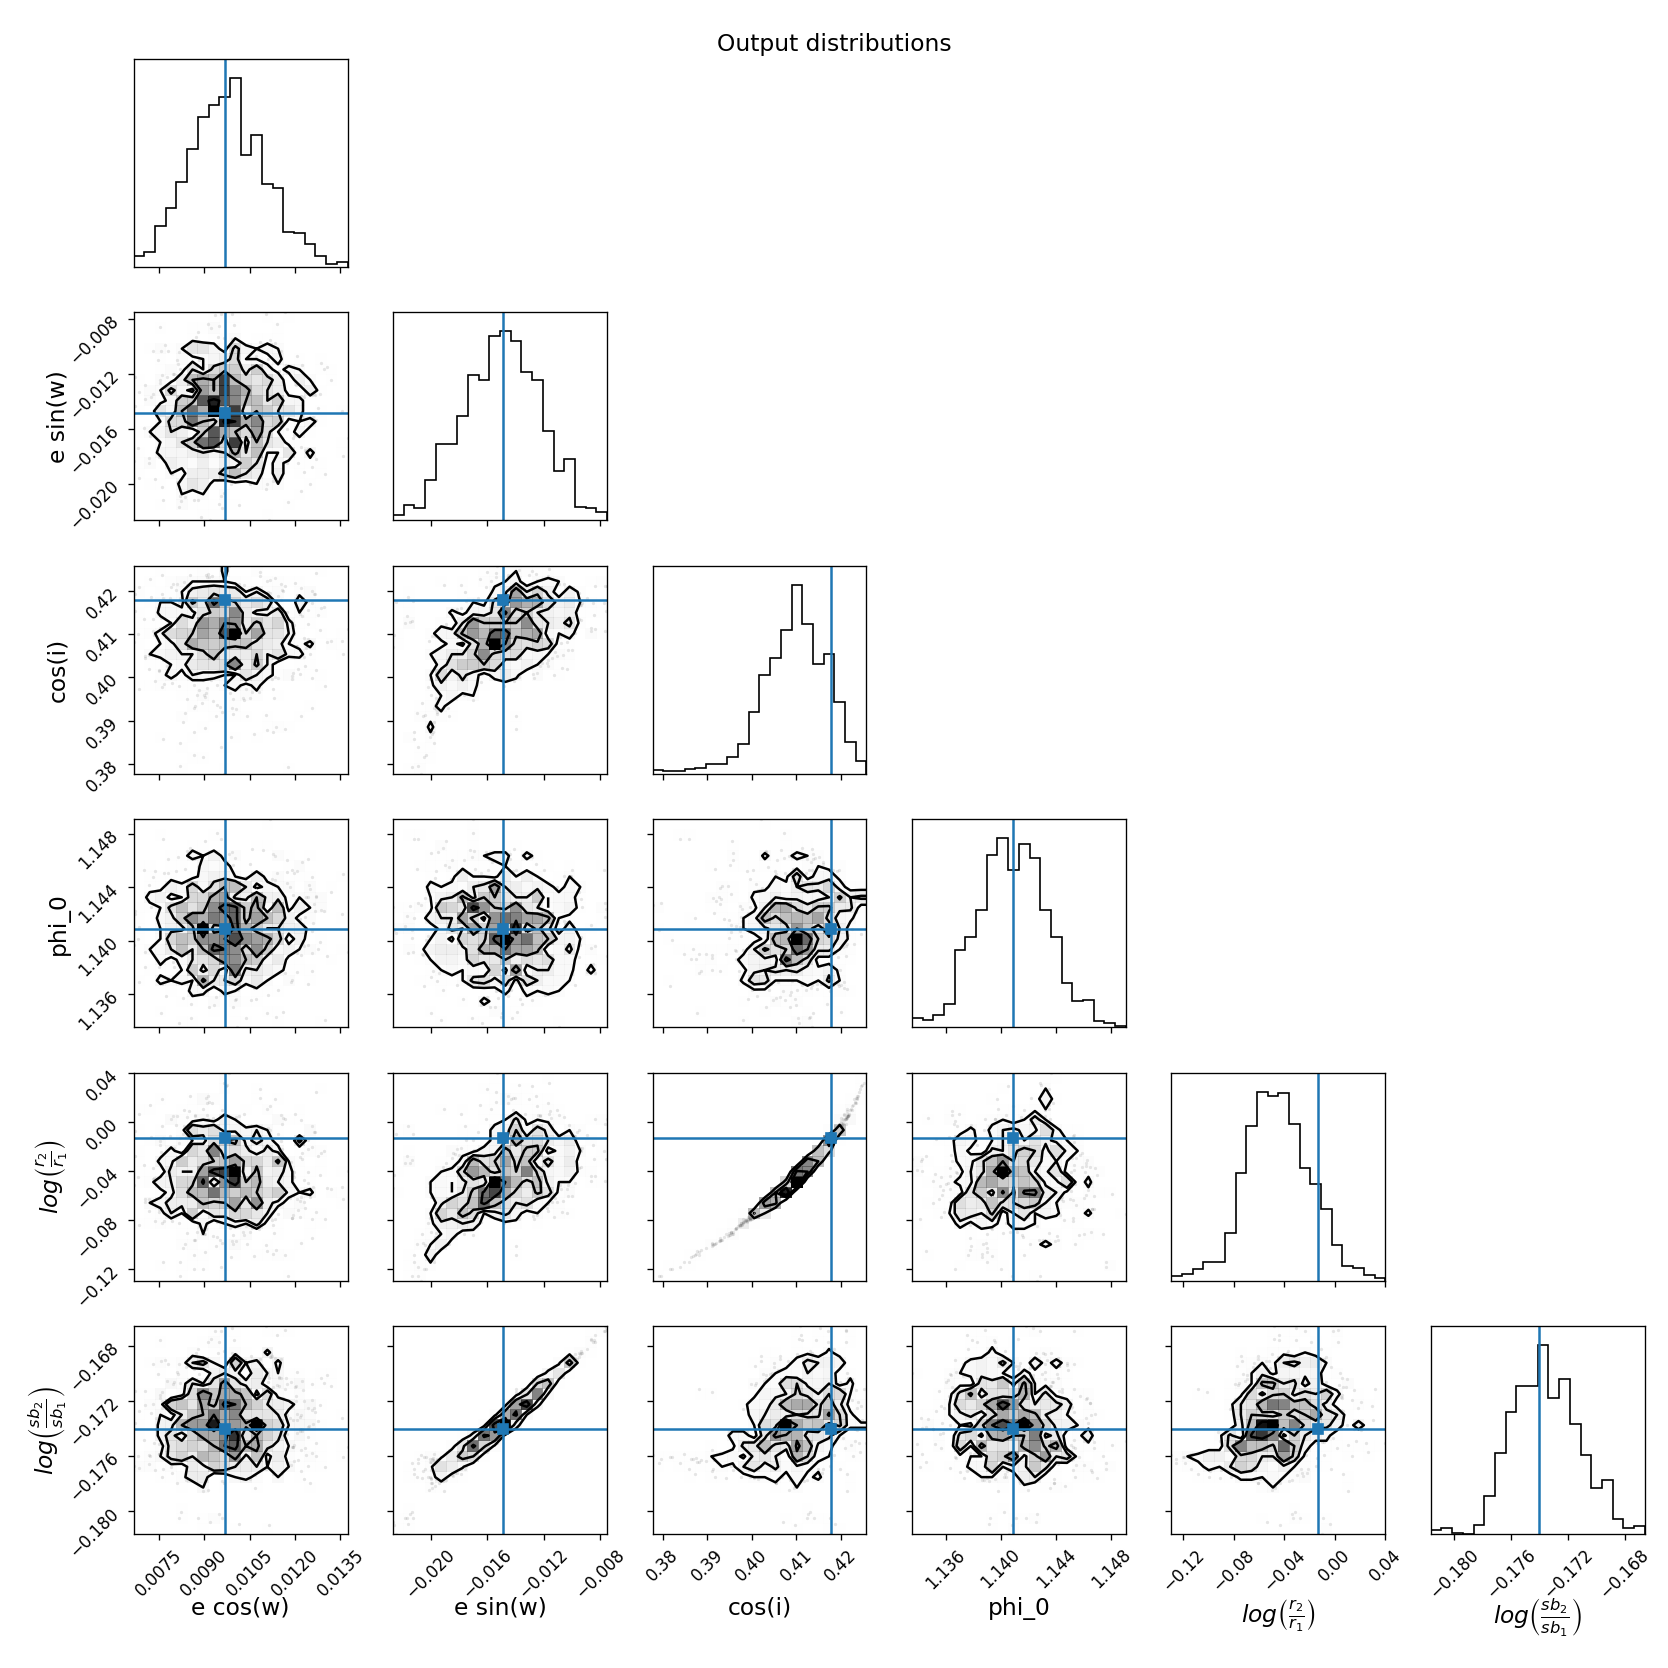 Output distributions
e sin(w)
−0.008
−0.012
−0.016
−0.020
cos(i)
0.42
0.41
0.40
0.39
0.38
phi_0
1.148
1.144
1.140
1.136
log(r2/r1)
0.04
0.00
−0.04
−0.08
−0.12
log(sb2/sb1)
−0.168
−0.172
−0.176
−0.180
0.0075 0.0090 0.0105 0.0120 0.0135
−0.020 −0.016 −0.012 −0.008
0.38 0.39 0.40 0.41 0.42
1.136 1.140 1.144 1.148
−0.12 −0.08 −0.04 0.00 0.04
−0.180 −0.176 −0.172 −0.168
e cos(w)
e sin(w)
cos(i)
phi_0
log(r2/r1)
log(sb2/sb1)